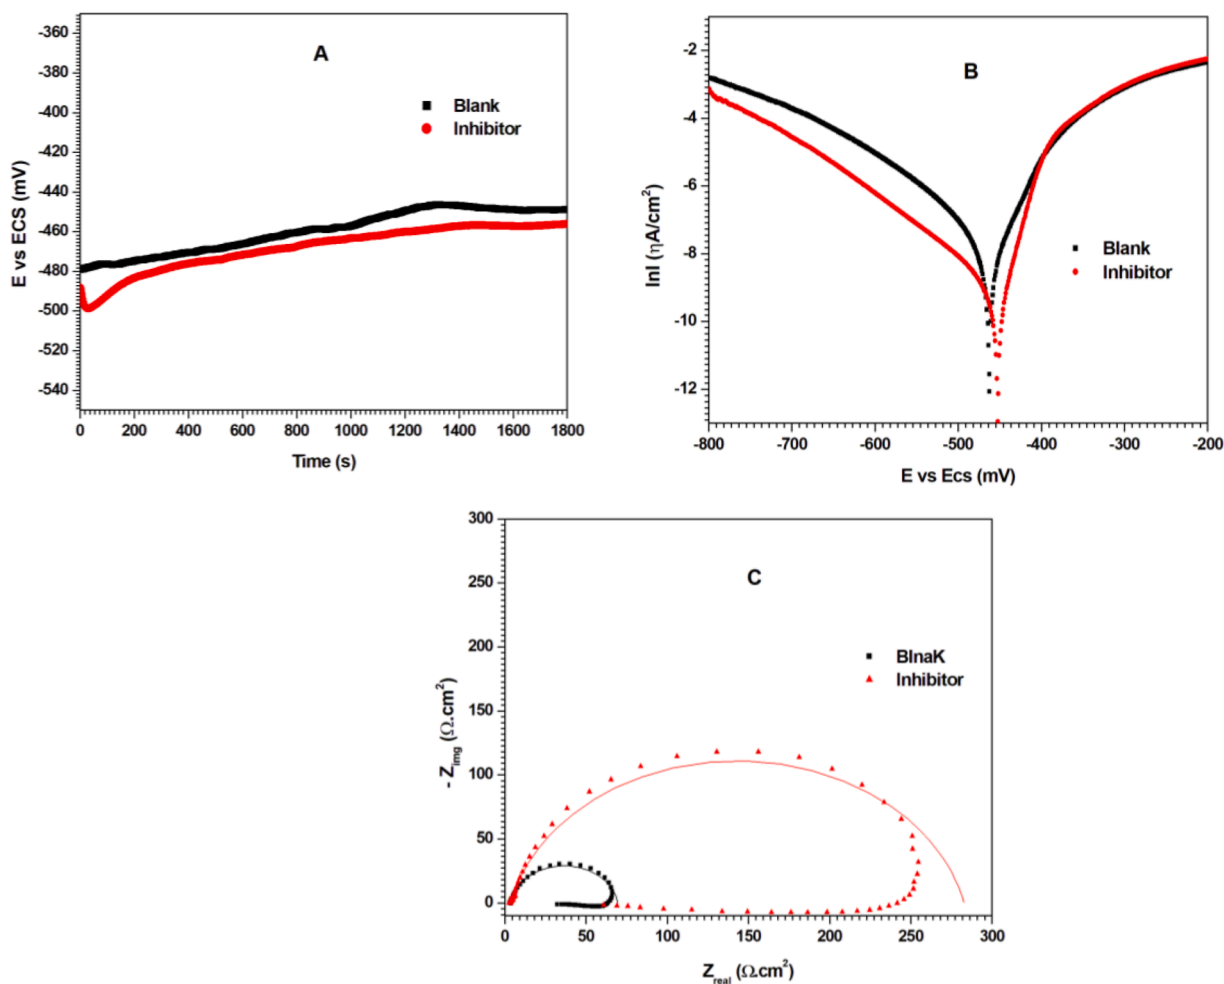 A
Blank
Inhibitor
E vs ECS (mV)
-360
-380
-400
-420
-440
-460
-480
-500
-520
-540
0 200 400 600 800 1000 1200 1400 1600 1800
Time (s)
B
Blank
Inhibitor
lnI (ηA/cm²)
-2
-4
-6
-8
-10
-12
-800 -700 -600 -500 -400 -300 -200
E vs Ecs (mV)
C
BlnaK
Inhibitor
- Z_img (Ω.cm²)
300
250
200
150
100
50
0
0 50 100 150 200 250 300
Z_real (Ω.cm²)